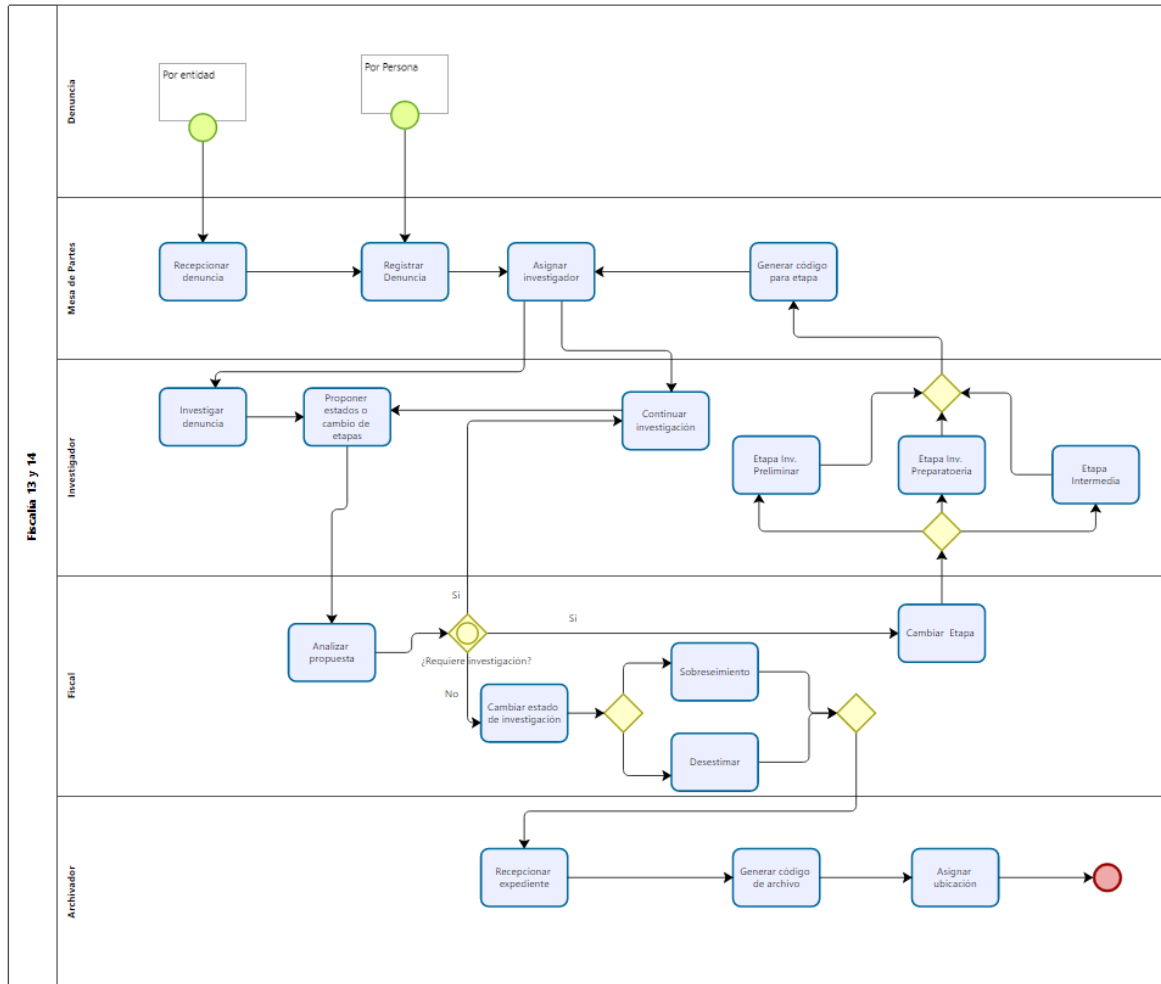 Fiscalía 13 y 14
Denuncia
Por entidad
Por Persona
Mesa de Partes
Recepcionar
denuncia
Registrar
Denuncia
Asignar
investigador
Generar código
para etapa
Investigador
Investigar
denuncia
Proponer
estados o
cambio de
etapas
Continuar
investigación
Etapa Inv.
Preliminar
Etapa Inv.
Preparatoeria
Etapa
Intermedia
Fiscal
Analizar
propuesta
Si
¿Requiere investigación?
Si
No
Cambiar Etapa
Cambiar estado
de investigación
Sobreseimiento
Desestimar
Archivador
Recepcionar
expediente
Generar código
de archivo
Asignar
ubicación